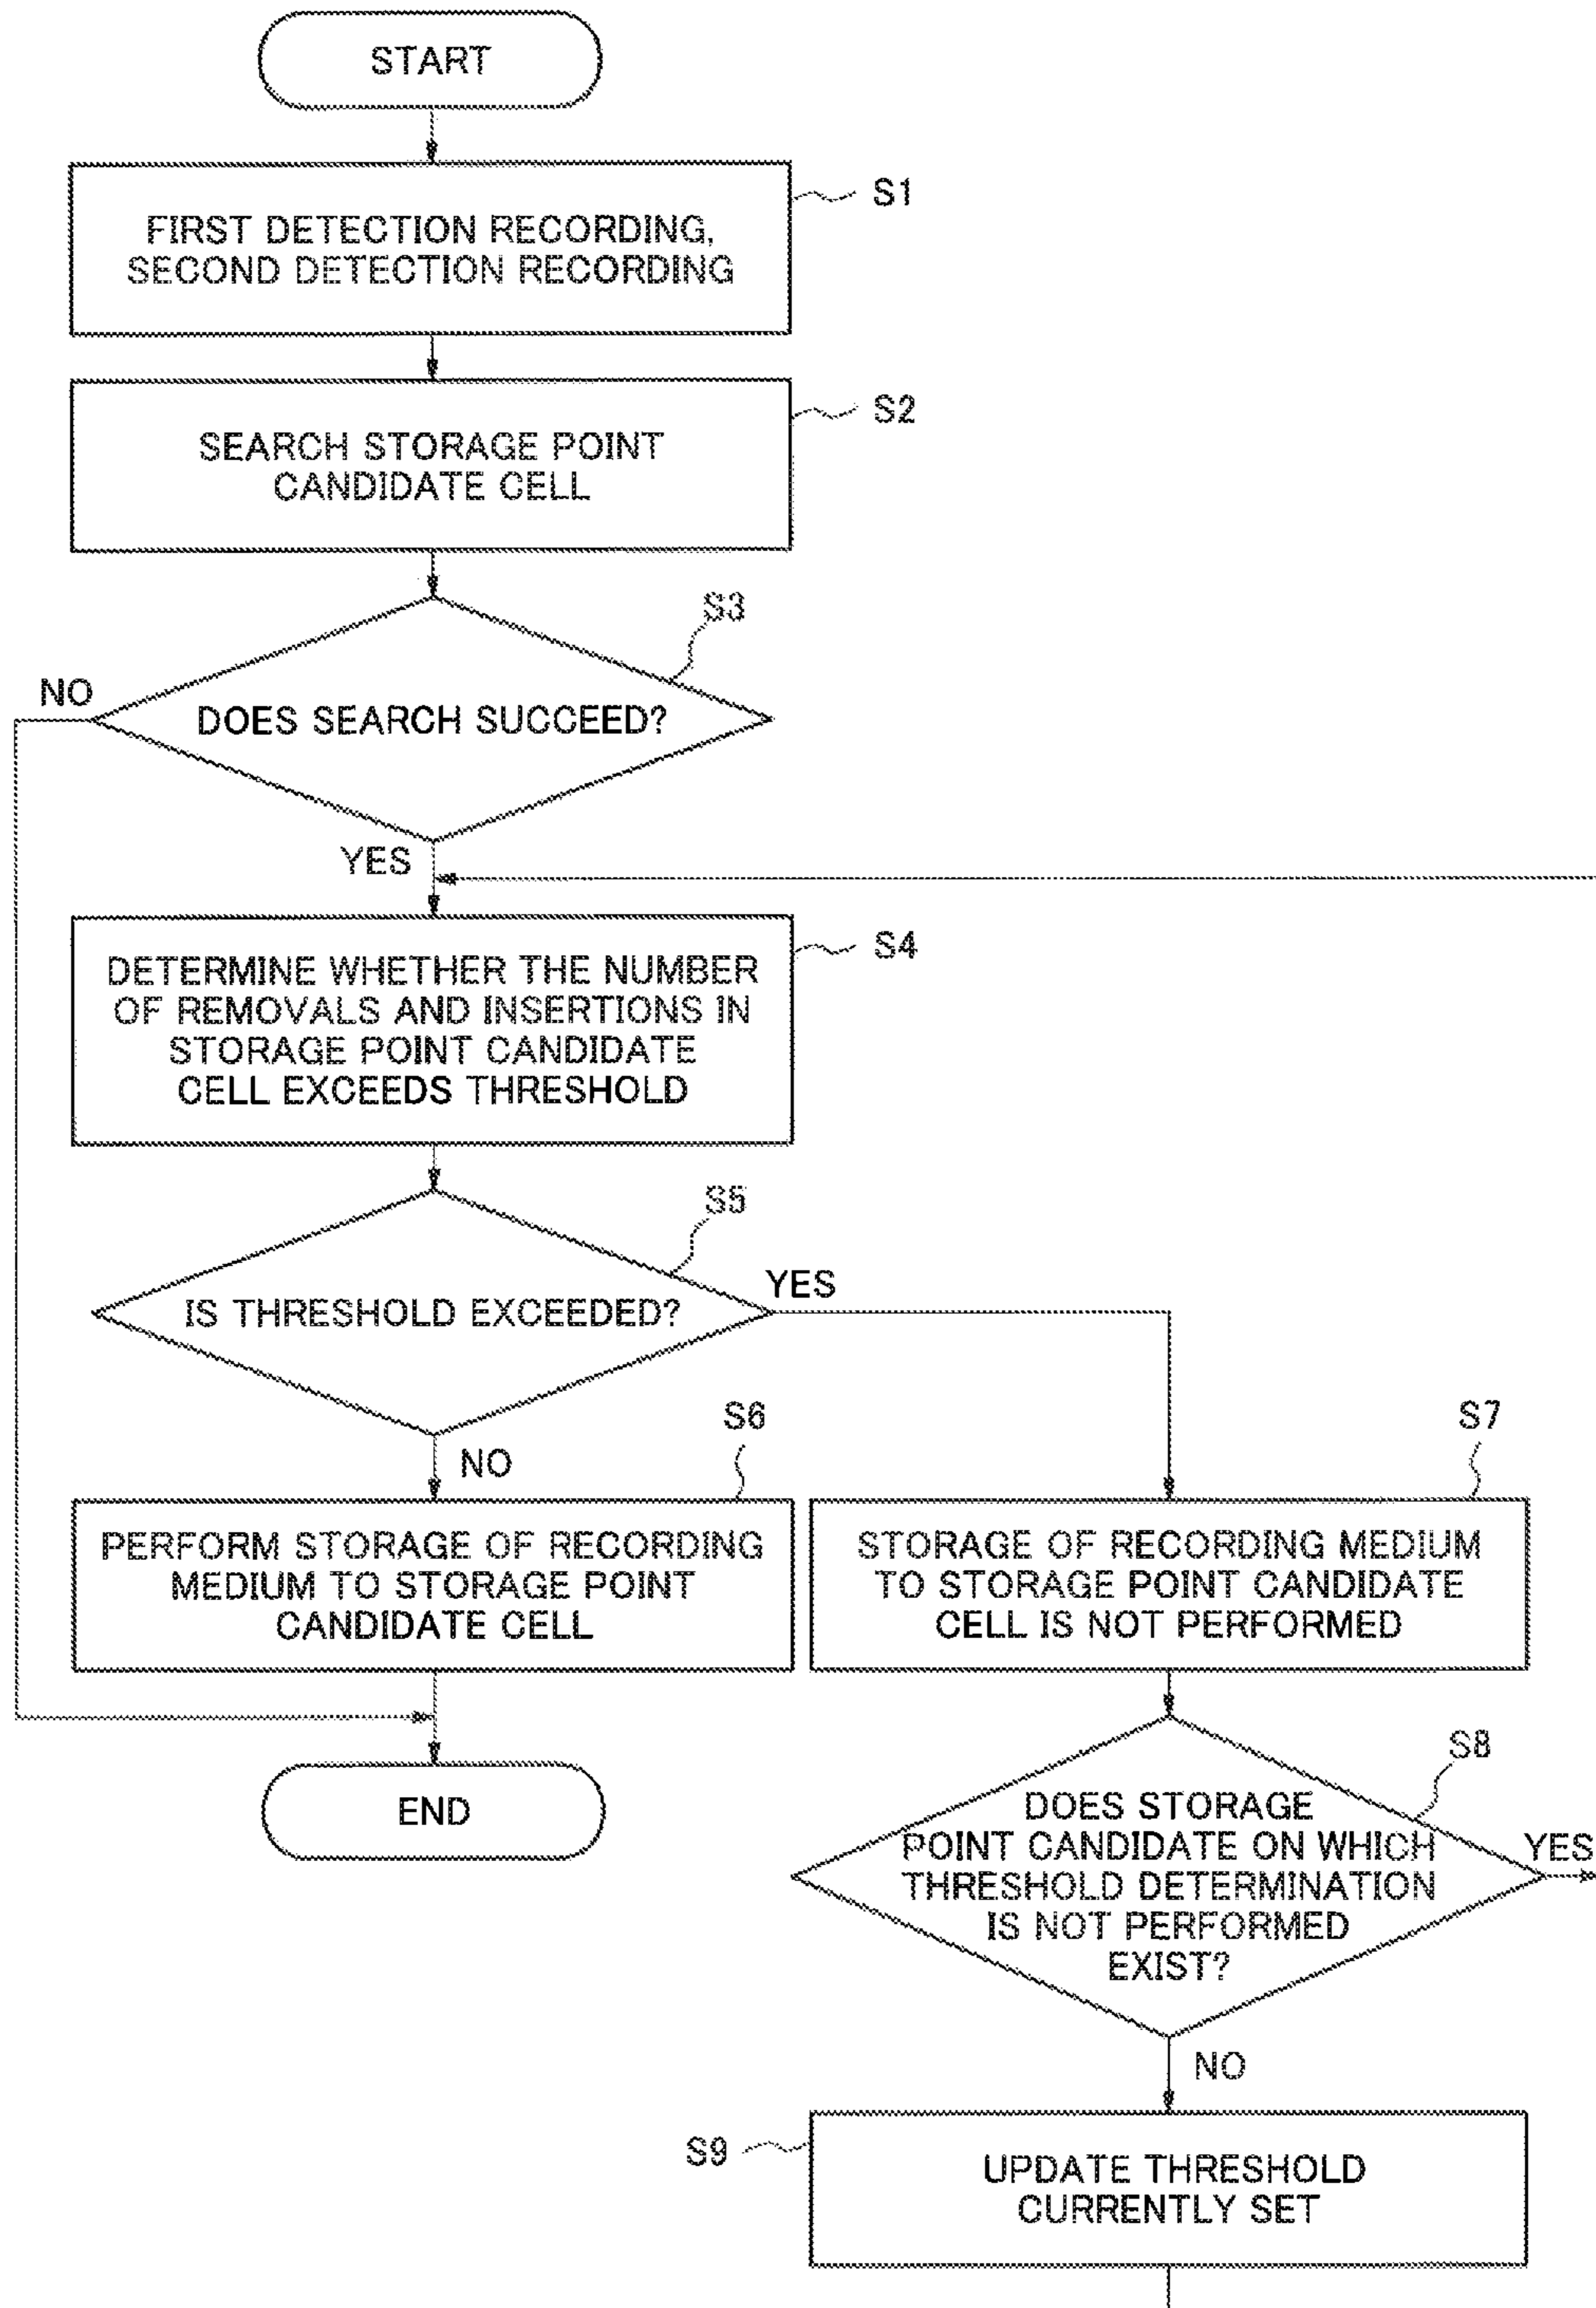 START
S1
FIRST DETECTION RECORDING,
SECOND DETECTION RECORDING
S2
SEARCH STORAGE POINT
CANDIDATE CELL
S3
NO
DOES SEARCH SUCCEED?
YES
S4
DETERMINE WHETHER THE NUMBER
OF REMOVALS AND INSERTIONS IN
STORAGE POINT CANDIDATE
CELL EXCEEDS THRESHOLD
S5
YES
IS THRESHOLD EXCEEDED?
NO
S6
PERFORM STORAGE OF RECORDING
MEDIUM TO STORAGE POINT
CANDIDATE CELL
S7
STORAGE OF RECORDING MEDIUM
TO STORAGE POINT CANDIDATE
CELL IS NOT PERFORMED
END
S8
DOES STORAGE
POINT CANDIDATE ON WHICH
THRESHOLD DETERMINATION
IS NOT PERFORMED
EXIST?
YES
NO
S9
UPDATE THRESHOLD
CURRENTLY SET